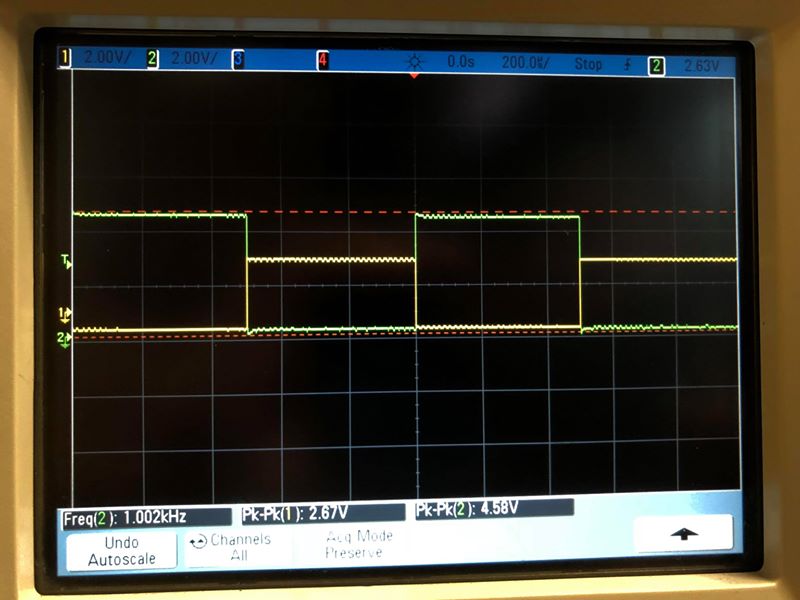 1 2.00V/ 2 2.00V/ 3 4 0.0s 200.0µ/ Stop 2 2.63V
T
1
2
Freq(2): 1.002kHz Pk-Pk(1): 2.67V Pk-Pk(2): 4.58V
Undo Channels Acq Mode
Autoscale All Preserve